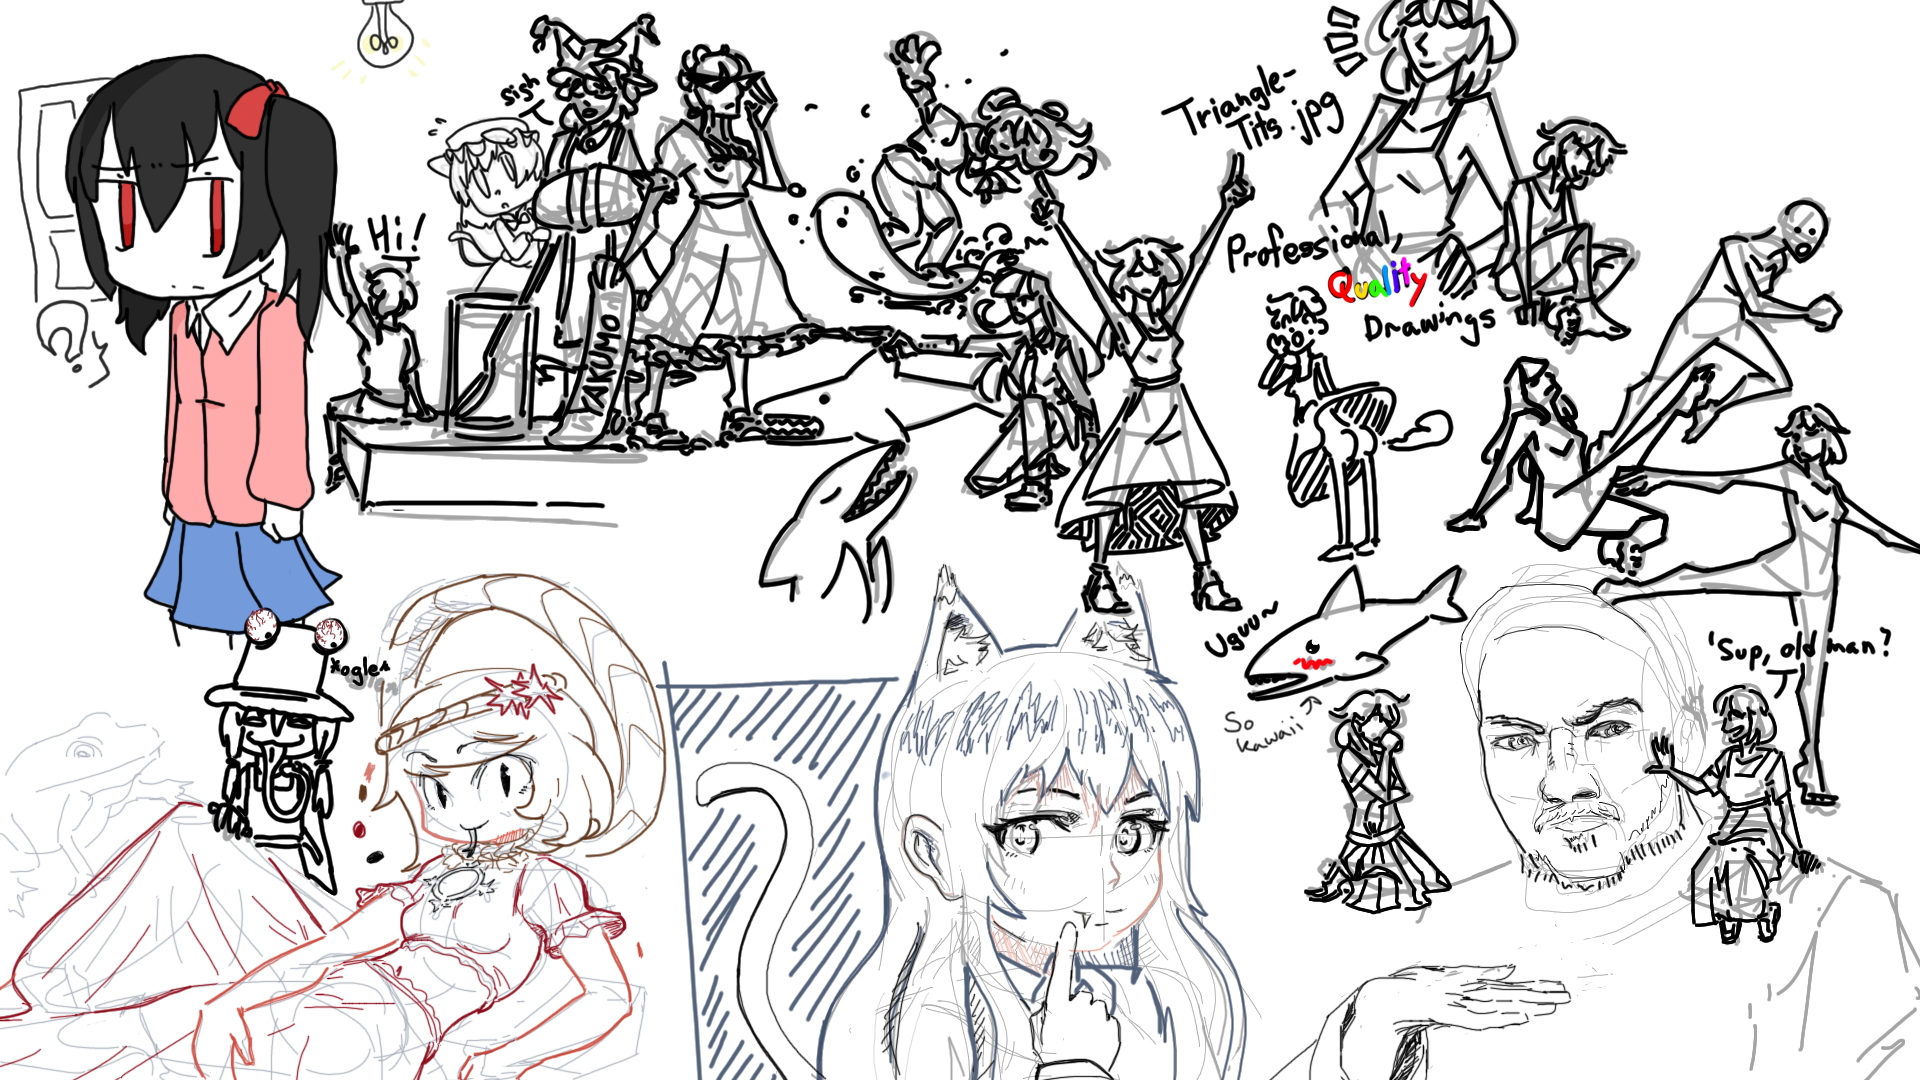 sigh
Hi!
YAKUMO
Triangle-
Tits.jpg
Professional,
Quality
Drawings
Uguu~
So
kawaii
'Sup, old man?
*ogle*
?